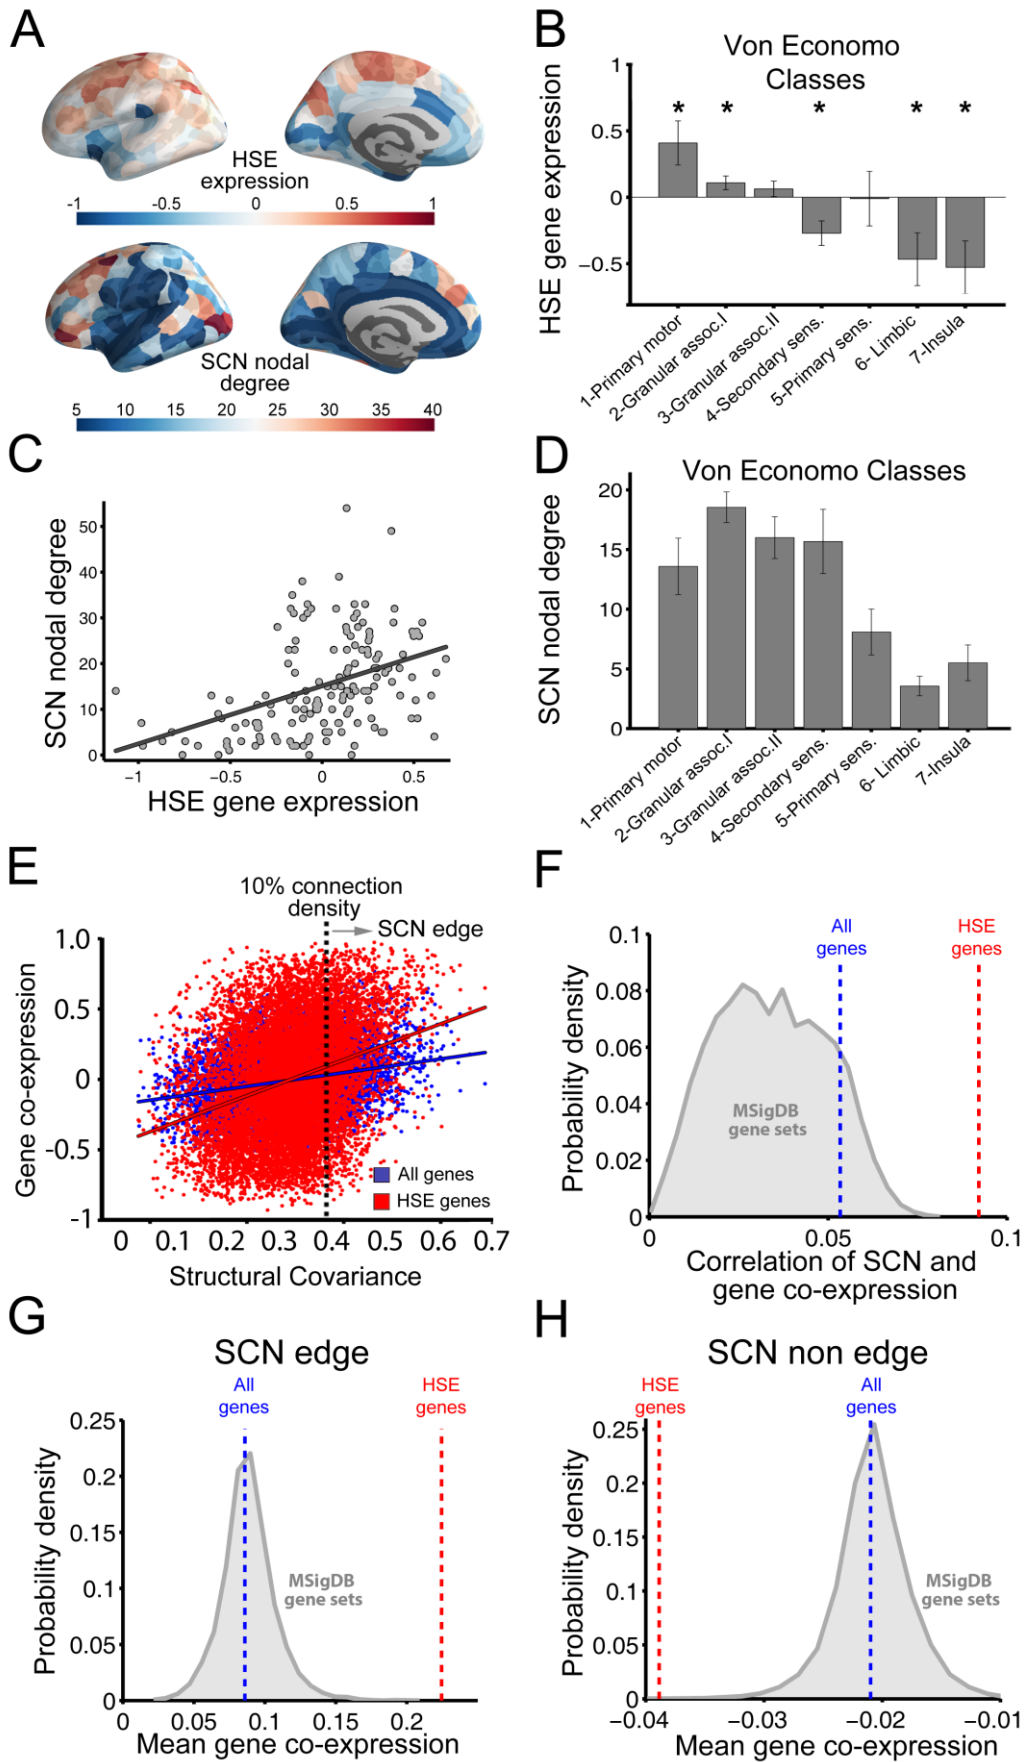 A
HSE
expression
-1 -0.5 0 0.5 1
SCN nodal
degree
5 10 15 20 25 30 35 40
B
Von Economo
Classes
HSE gene expression
1
0.5
0
−0.5
* * * * *
1-Primary motor
2-Granular assoc.I
3-Granular assoc.II
4-Secondary sens.
5-Primary sens.
6- Limbic
7-Insula
C
SCN nodal degree
50
40
30
20
10
0
−1 −0.5 0 0.5
HSE gene expression
D
Von Economo Classes
SCN nodal degree
20
15
10
5
0
1-Primary motor
2-Granular assoc.I
3-Granular assoc.II
4-Secondary sens.
5-Primary sens.
6- Limbic
7-Insula
E
10% connection
density
SCN edge
Gene co-expression
1.0
0.5
0
-0.5
-1
All genes
HSE genes
0 0.1 0.2 0.3 0.4 0.5 0.6 0.7
Structural Covariance
F
All
genes
HSE
genes
Probability density
0.1
0.08
0.06
0.04
0.02
0
MSigDB
gene sets
0 0.05 0.1
Correlation of SCN and
gene co-expression
G
SCN edge
All
genes
HSE
genes
Probability density
0.25
0.2
0.15
0.1
0.05
0
MSigDB
gene sets
0 0.05 0.1 0.15 0.2
Mean gene co-expression
H
SCN non edge
HSE
genes
All
genes
Probability density
0.25
0.2
0.15
0.1
0.05
0
MSigDB
gene sets
−0.04 −0.03 −0.02 −0.01
Mean gene co-expression